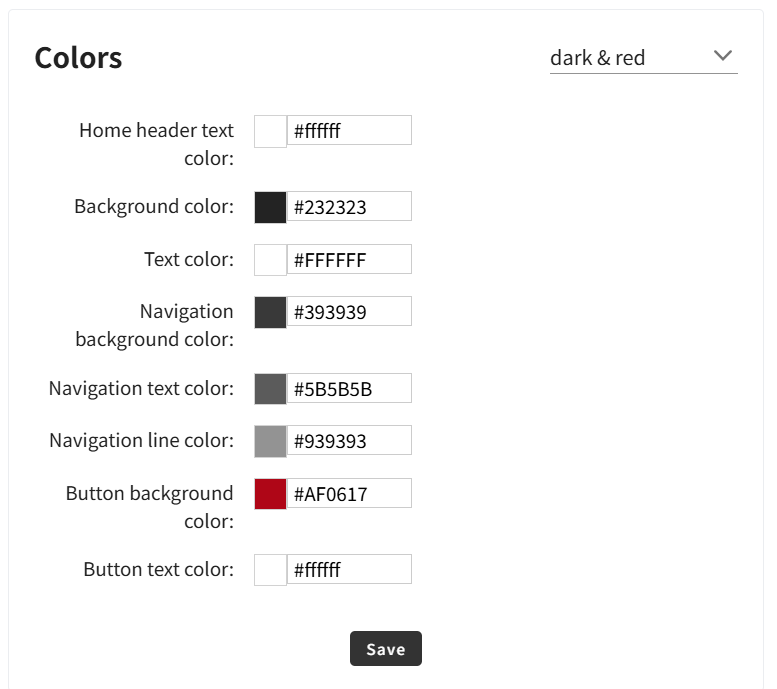 Colors
dark & red
Home header text
color:
#ffffff
Background color:
#232323
Text color:
#FFFFFF
Navigation
background color:
#393939
Navigation text color:
#5B5B5B
Navigation line color:
#939393
Button background
color:
#AF0617
Button text color:
#ffffff
Save